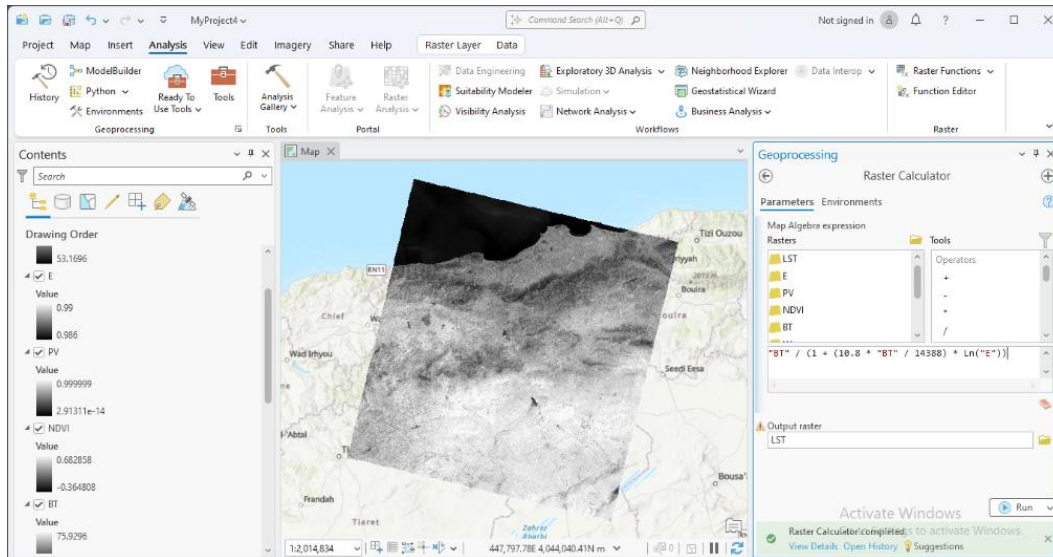 MyProject4
Command Search (Alt+Q)
Not signed in
Project Map Insert Analysis View Edit Imagery Share Help Raster Layer Data
History
ModelBuilder
Python
Environments
Ready To Use Tools
Tools
Geoprocessing
Analysis Gallery
Tools
Feature Analysis
Raster Analysis
Portal
Data Engineering
Suitability Modeler
Visibility Analysis
Exploratory 3D Analysis
Simulation
Network Analysis
Neighborhood Explorer
Geostatistical Wizard
Business Analysis
Data Interop
Workflows
Raster Functions
Function Editor
Raster
Contents
Search
Drawing Order
53.1696
E
Value
0.99
0.986
PV
Value
0.999999
2.91311e-14
NDVI
Value
0.682858
-0.364808
BT
Value
75.9296
Map
Tizi Ouzou
RN11
Bouira
Chlef
Wad Irhyou
Seedi Eesa
Frandah
Tiaret
Bousa'
Zahrez
1:2,014,834
447,797.78E 4,044,040.41N m
0
Geoprocessing
Raster Calculator
Parameters Environments
Map Algebra expression
Rasters
Tools
LST
E
PV
NDVI
BT
Operators
+
-
*
/
"BT" / (1 + (10.8 * "BT" / 14388) * Ln("E"))
Output raster
LST
Run
Activate Windows
Raster Calculator completed.
to activate Windows.
View Details Open History Suggestions